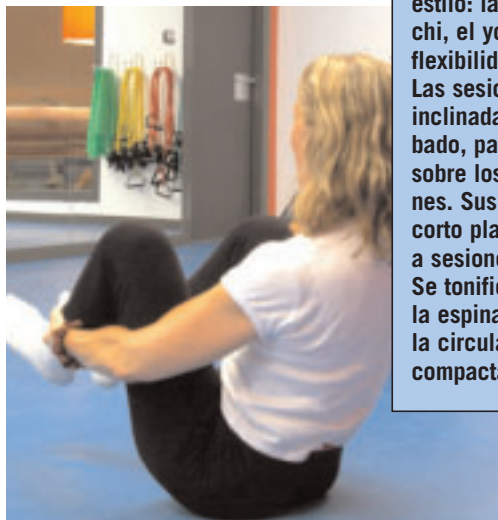 estilo: la
chi, el yo
flexibilid
Las sesio
inclinada
bado, pa
sobre los
nes. Sus
corto pla
a sesione
Se tonific
la espina
la circula
compacta